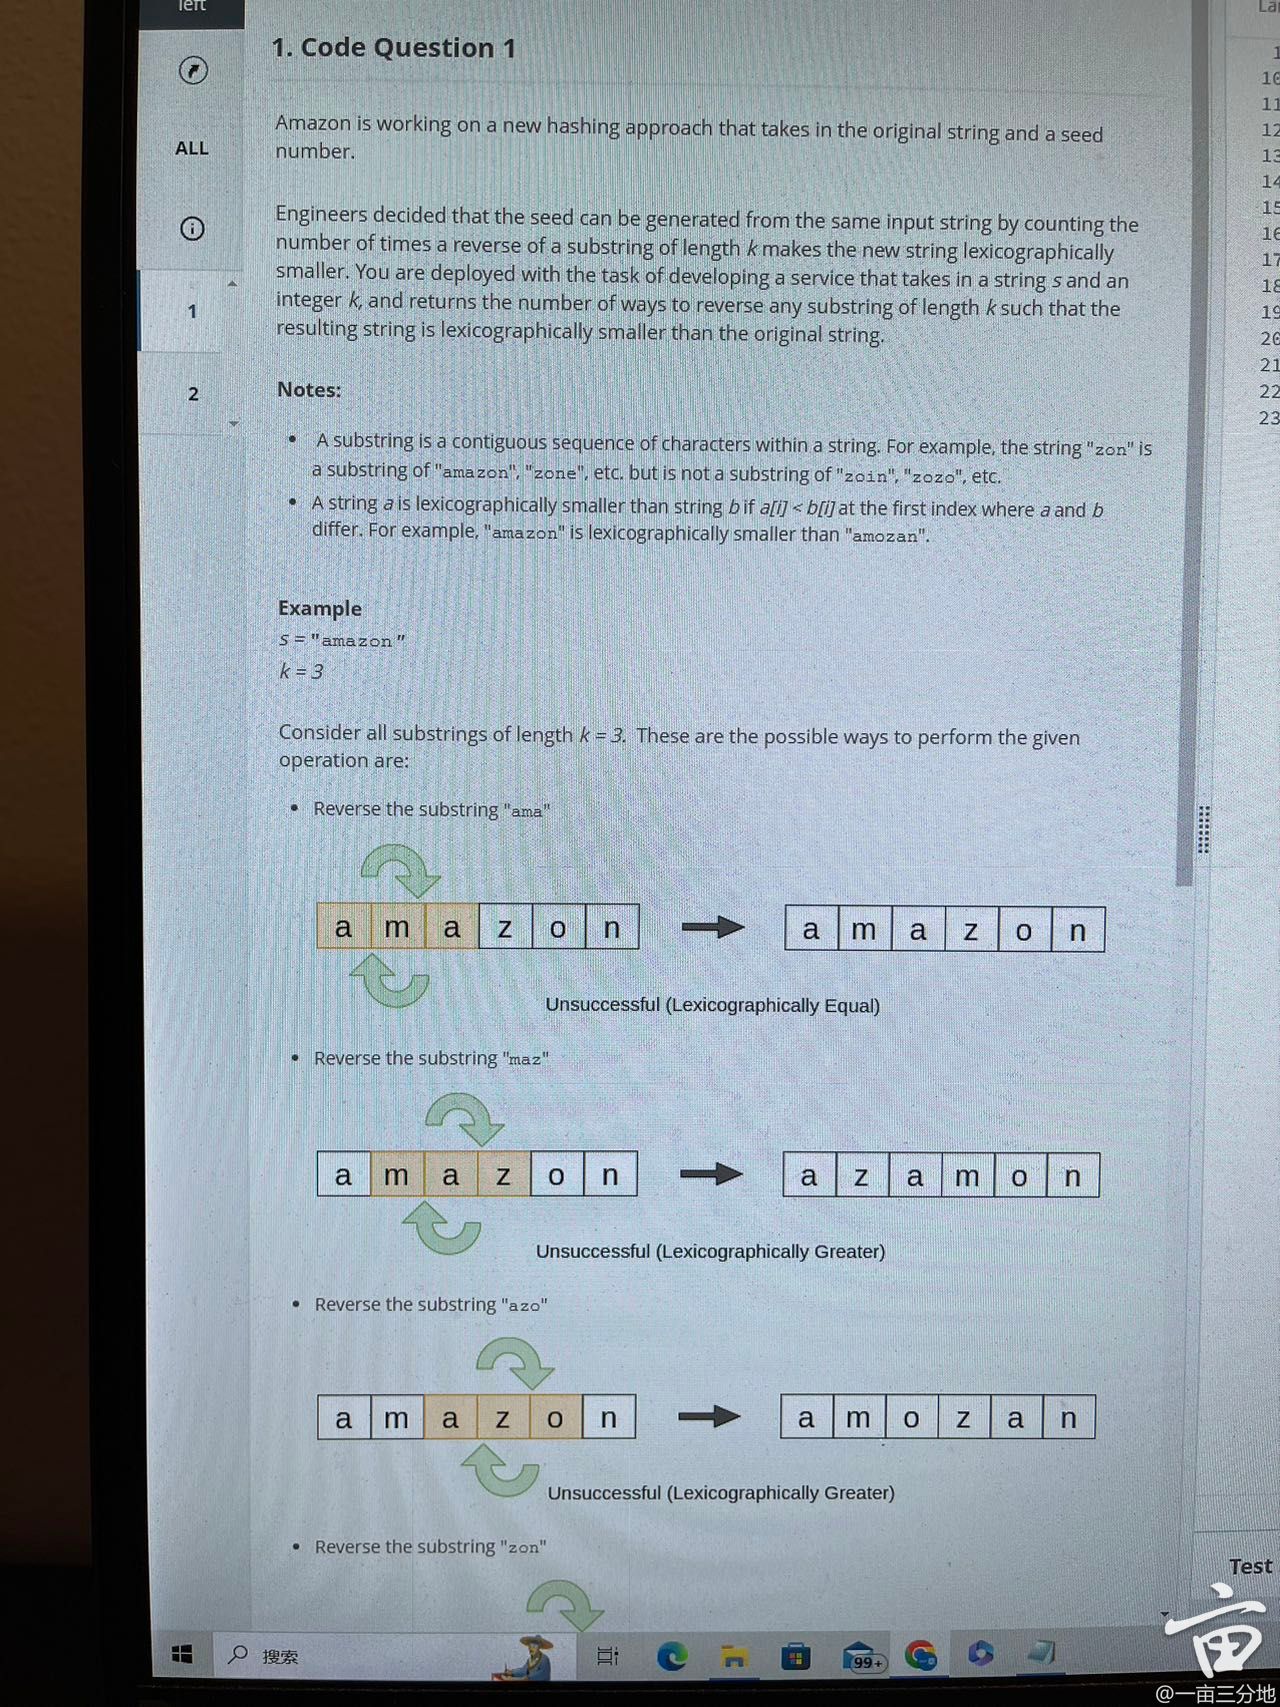 left
La
1. Code Question 1
ALL
1
2
Amazon is working on a new hashing approach that takes in the original string and a seed
number.
Engineers decided that the seed can be generated from the same input string by counting the
number of times a reverse of a substring of length k makes the new string lexicographically
smaller. You are deployed with the task of developing a service that takes in a string s and an
integer k, and returns the number of ways to reverse any substring of length k such that the
resulting string is lexicographically smaller than the original string.
Notes:
• A substring is a contiguous sequence of characters within a string. For example, the string "zon" is
a substring of "amazon", "zone", etc. but is not a substring of "zoin", "zozo", etc.
• A string a is lexicographically smaller than string b if a[i] < b[i] at the first index where a and b
differ. For example, "amazon" is lexicographically smaller than "amozan".
Example
s = "amazon"
k = 3
Consider all substrings of length k = 3. These are the possible ways to perform the given
operation are:
• Reverse the substring "ama"
a m a z o n a m a z o n
Unsuccessful (Lexicographically Equal)
• Reverse the substring "maz"
a m a z o n a z a m o n
Unsuccessful (Lexicographically Greater)
• Reverse the substring "azo"
a m a z o n a m o z a n
Unsuccessful (Lexicographically Greater)
• Reverse the substring "zon"
1
16
11
12
13
14
15
16
17
18
19
20
21
22
23
Test
搜索
99+
亩
@一亩三分地